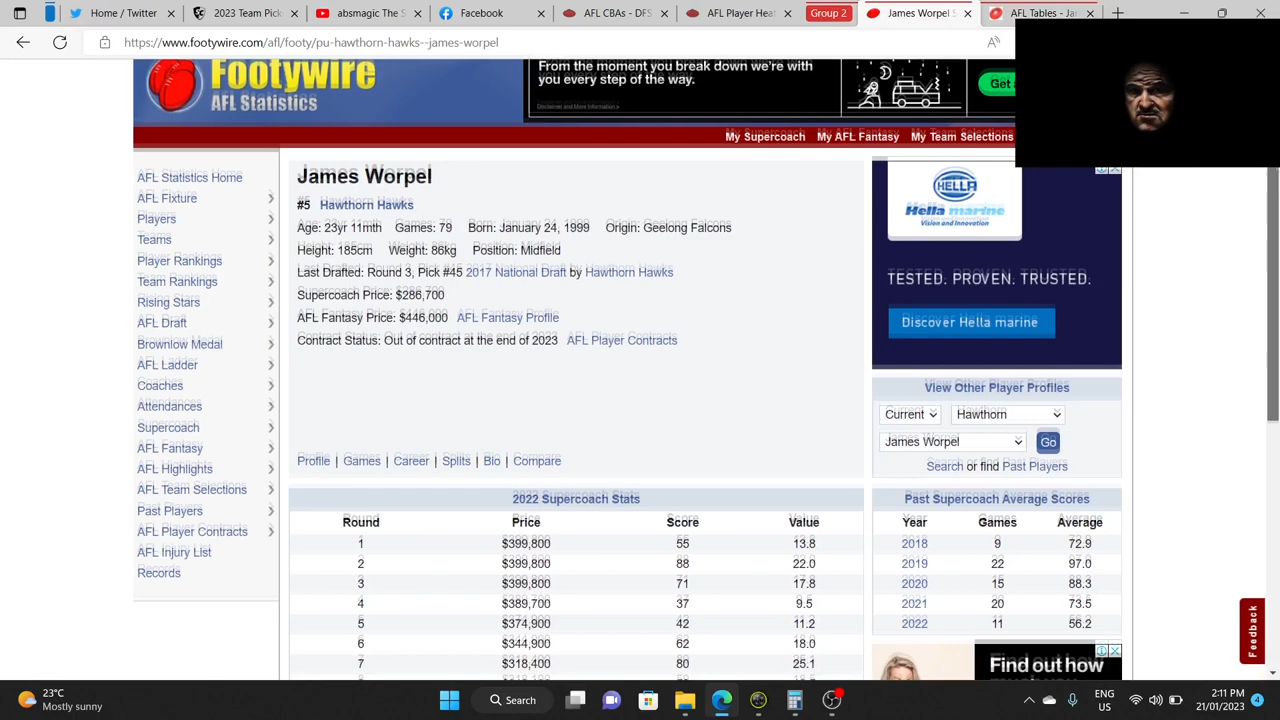 Home / Twitter
2023 Team Pick
George Magic The S
Facebook
AFL CBAs - DFS
AFL Player Heat
Group 2
James Worpel S
AFL Tables - Ja
https://www.footywire.com/afl/footy/pu-hawthorn-hawks--james-worpel
Footywire
AFL Statistics
From the moment you break down we're with
you every step of the way.
Disclaimer and More Information >
My Supercoach My AFL Fantasy My Team Selections
AFL Statistics Home
AFL Fixture
Players
Teams
Player Rankings
Team Rankings
Rising Stars
AFL Draft
Brownlow Medal
AFL Ladder
Coaches
Attendances
Supercoach
AFL Fantasy
AFL Highlights
AFL Team Selections
Past Players
AFL Player Contracts
AFL Injury List
Records
James Worpel
#5 Hawthorn Hawks
Age: 23yr 11mth Games: 79 Born: January 24, 1999 Origin: Geelong Falcons
Height: 185cm Weight: 86kg Position: Midfield
Last Drafted: Round 3, Pick #45 2017 National Draft by Hawthorn Hawks
Supercoach Price: $286,700
AFL Fantasy Price: $446,000 AFL Fantasy Profile
Contract Status: Out of contract at the end of 2023 AFL Player Contracts
Profile | Games | Career | Splits | Bio | Compare
2022 Supercoach Stats
Round Price Score Value
1 $399,800 55 13.8
2 $399,800 88 22.0
3 $399,800 71 17.8
4 $389,700 37 9.5
5 $374,900 42 11.2
6 $344,900 62 18.0
7 $318,400 80 25.1
HELLA
Hella marine
Vision and Innovation
TESTED. PROVEN. TRUSTED.
Discover Hella marine
View Other Player Profiles
Current Hawthorn
James Worpel Go
Search or find Past Players
Past Supercoach Average Scores
Year Games Average
2018 9 72.9
2019 22 97.0
2020 15 88.3
2021 20 73.5
2022 11 56.2
Find out how
Feedback
23°C
Mostly sunny
Search
ENG
US
2:11 PM
21/01/2023
4